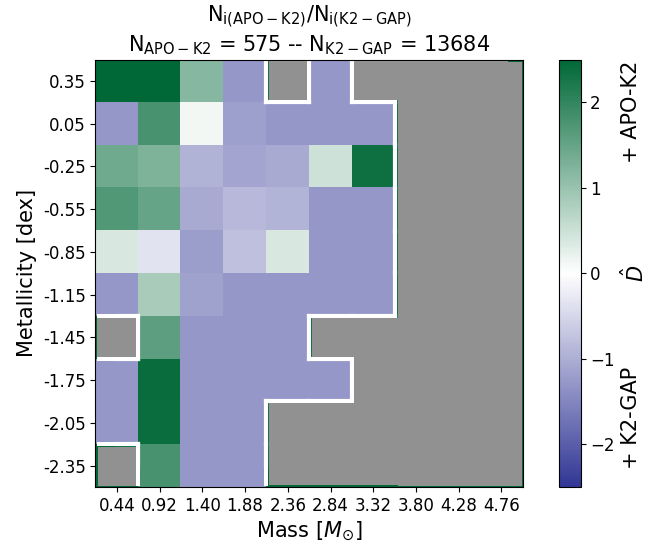 N_i(APO−K2)/N_i(K2−GAP)
N_APO−K2 = 575 -- N_K2−GAP = 13684
0.35
0.05
-0.25
-0.55
-0.85
-1.15
-1.45
-1.75
-2.05
-2.35
Metallicity [dex]
0.44 0.92 1.40 1.88 2.36 2.84 3.32 3.80 4.28 4.76
Mass [M_⊙]
2
1
0
−1
−2
+ APO-K2
D̂
+ K2-GAP